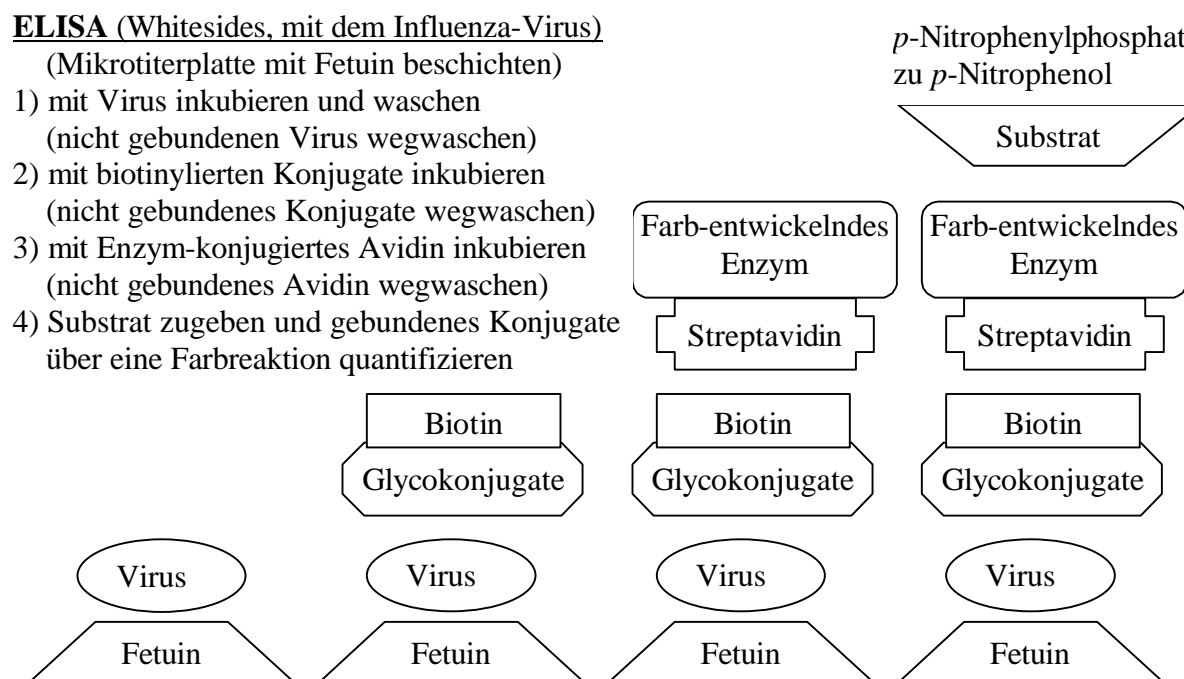 ELISA (Whitesides, mit dem Influenza-Virus)
(Mikrotiterplatte mit Fetuin beschichten)
1) mit Virus inkubieren und waschen
(nicht gebundenen Virus wegwaschen)
2) mit biotinylierten Konjugate inkubieren
(nicht gebundenes Konjugate wegwaschen)
3) mit Enzym-konjugiertes Avidin inkubieren
(nicht gebundenes Avidin wegwaschen)
4) Substrat zugeben und gebundenes Konjugate
über eine Farbreaktion quantifizieren
p-Nitrophenylphosphat
zu p-Nitrophenol
Substrat
Farb-entwickelndes Farb-entwickelndes
Enzym Enzym
Streptavidin Streptavidin
Biotin Biotin Biotin
Glycokonjugate Glycokonjugate Glycokonjugate
Virus Virus Virus Virus
Fetuin Fetuin Fetuin Fetuin